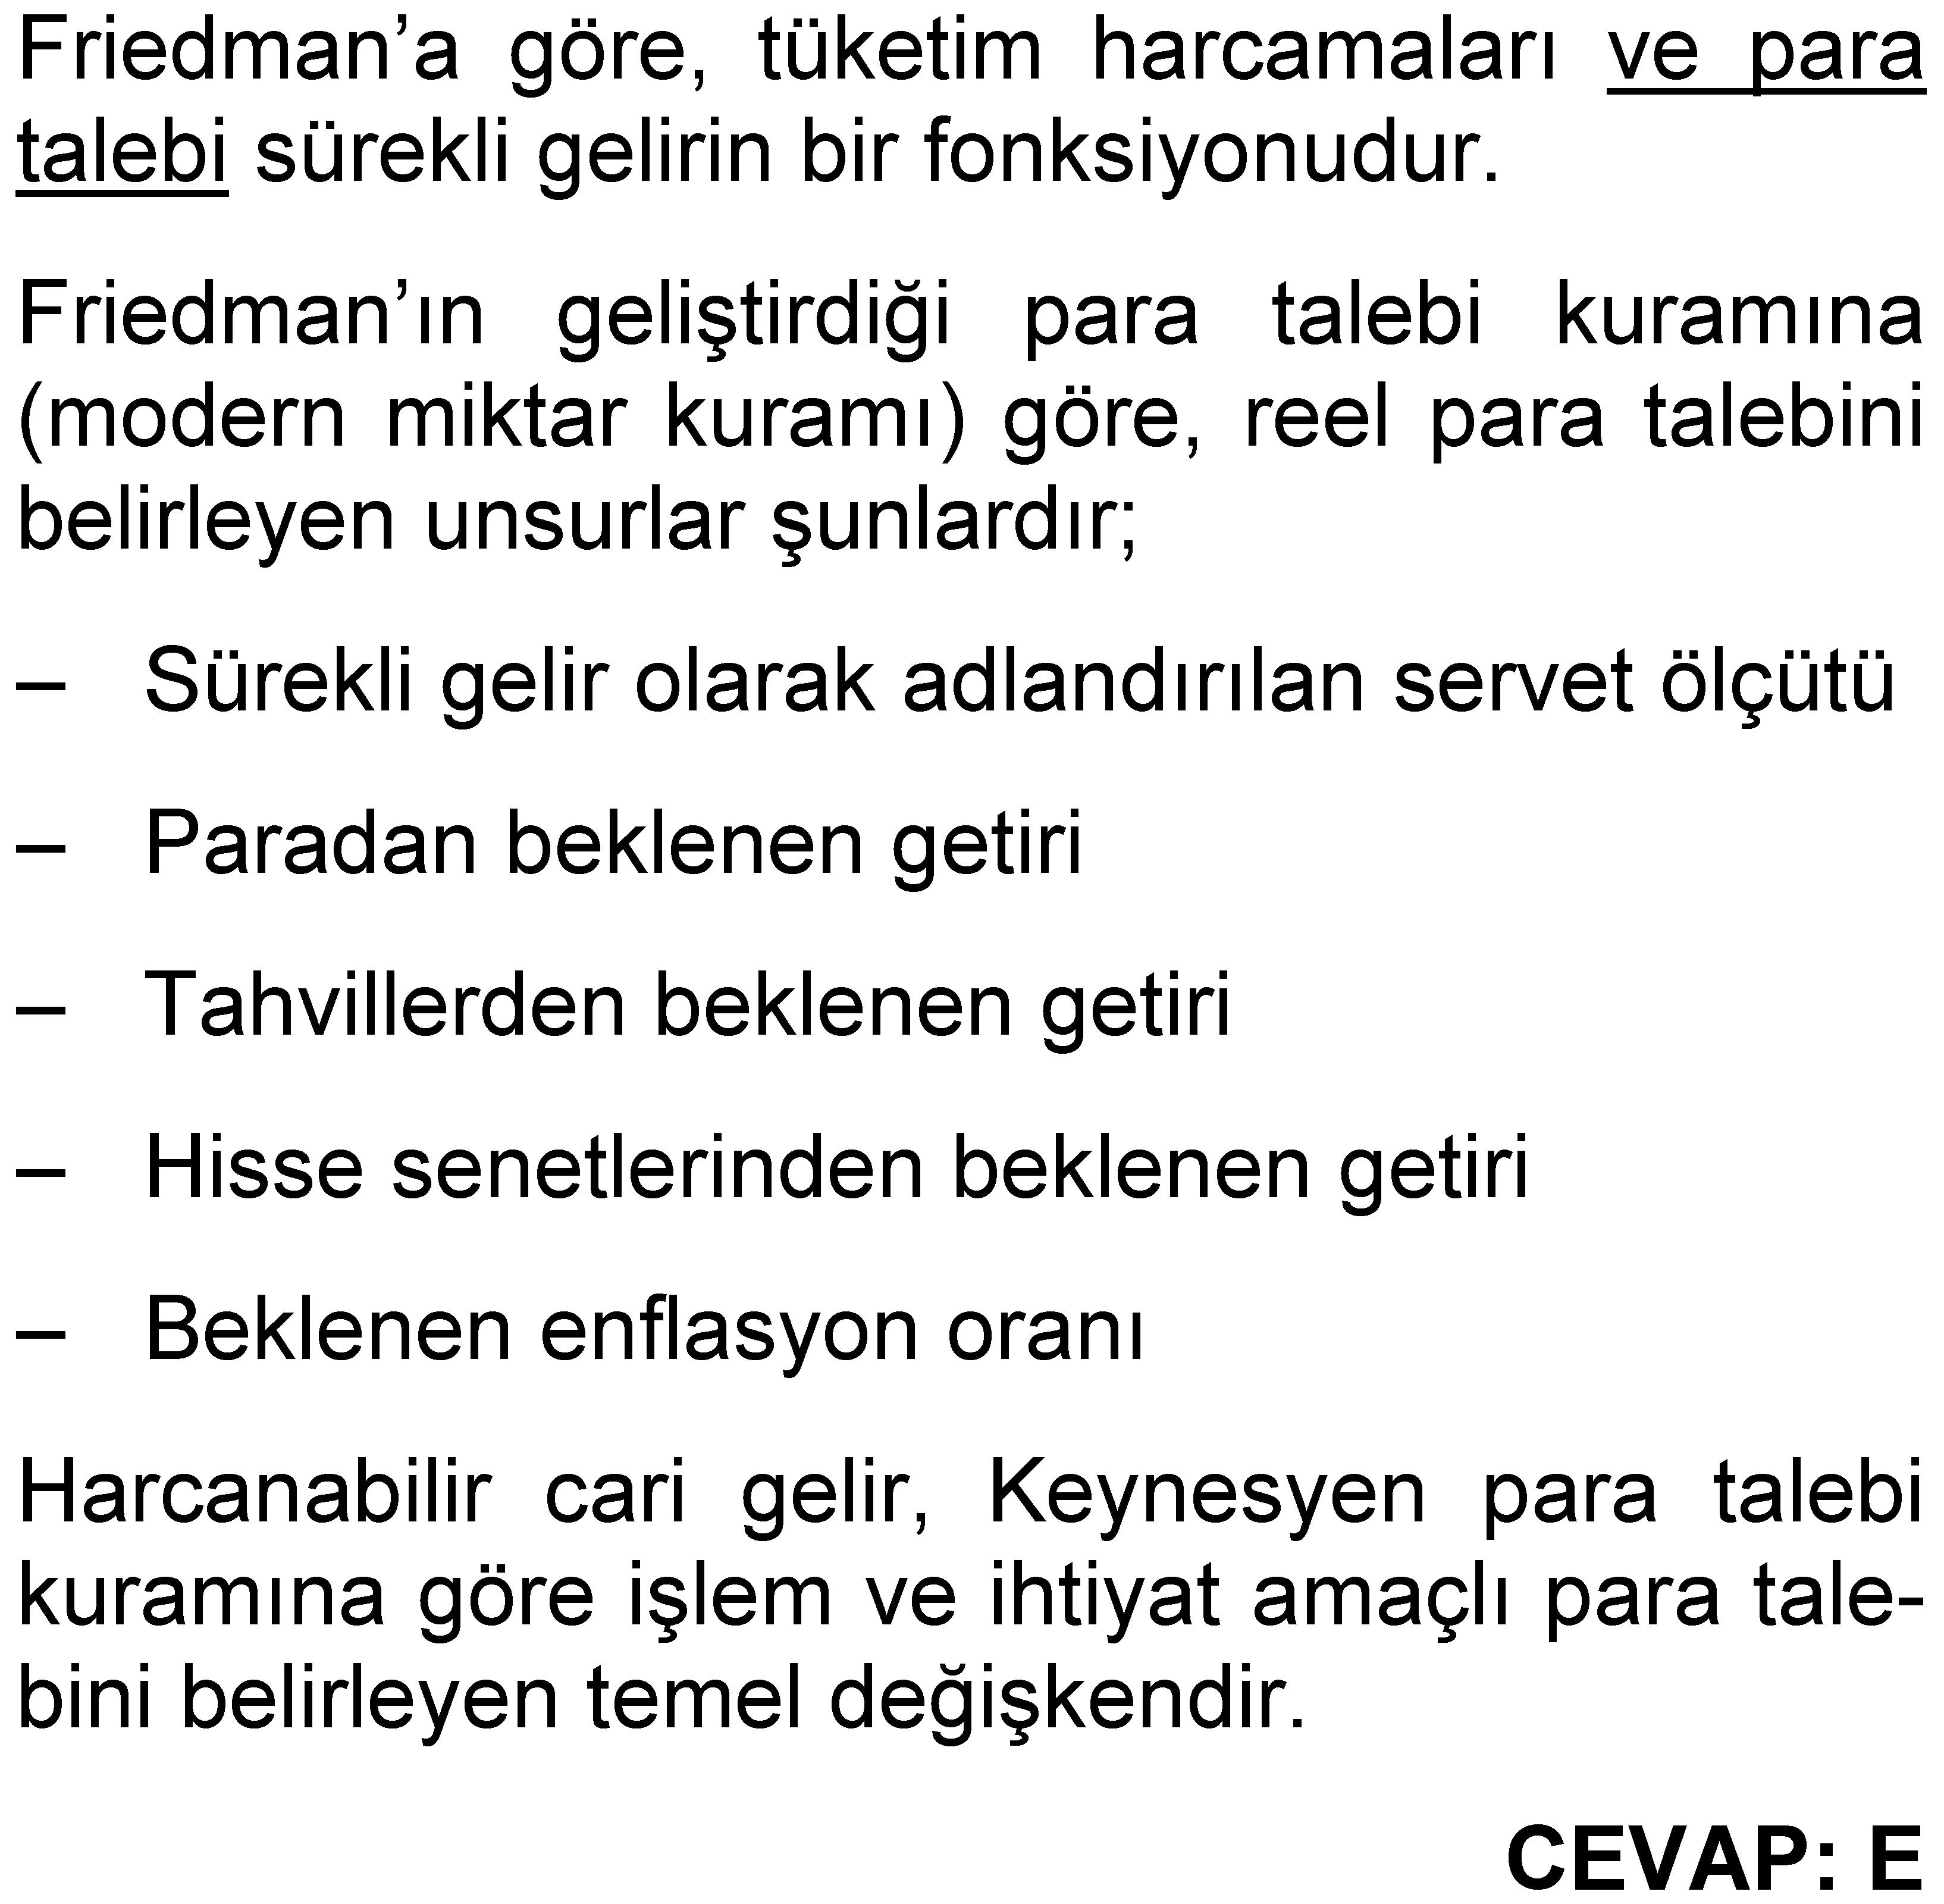 Friedman’a göre, tüketim harcamaları ve para
talebi sürekli gelirin bir fonksiyonudur.
Friedman’ın geliştirdiği para talebi kuramına
(modern miktar kuramı) göre, reel para talebini
belirleyen unsurlar şunlardır;
– Sürekli gelir olarak adlandırılan servet ölçütü
– Paradan beklenen getiri
– Tahvillerden beklenen getiri
– Hisse senetlerinden beklenen getiri
– Beklenen enflasyon oranı
Harcanabilir cari gelir, Keynesyen para talebi
kuramına göre işlem ve ihtiyat amaçlı para tale-
bini belirleyen temel değişkendir.
CEVAP: E